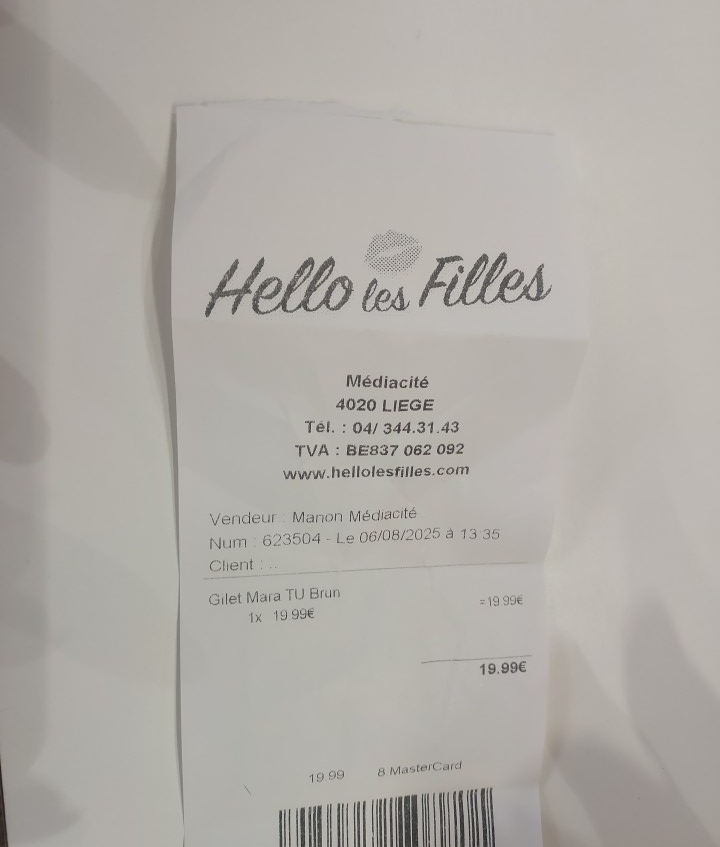 Hello les Filles
Médiacité
4020 LIEGE
Tél. : 04/ 344.31.43
TVA : BE837 062 092
www.hellolesfilles.com
Vendeur : Manon Médiacité
Num : 623504 - Le 06/08/2025 à 13:35
Client : ..
Gilet Mara TU Brun
1x 19.99€ =19.99€
19.99€
19.99 8 MasterCard